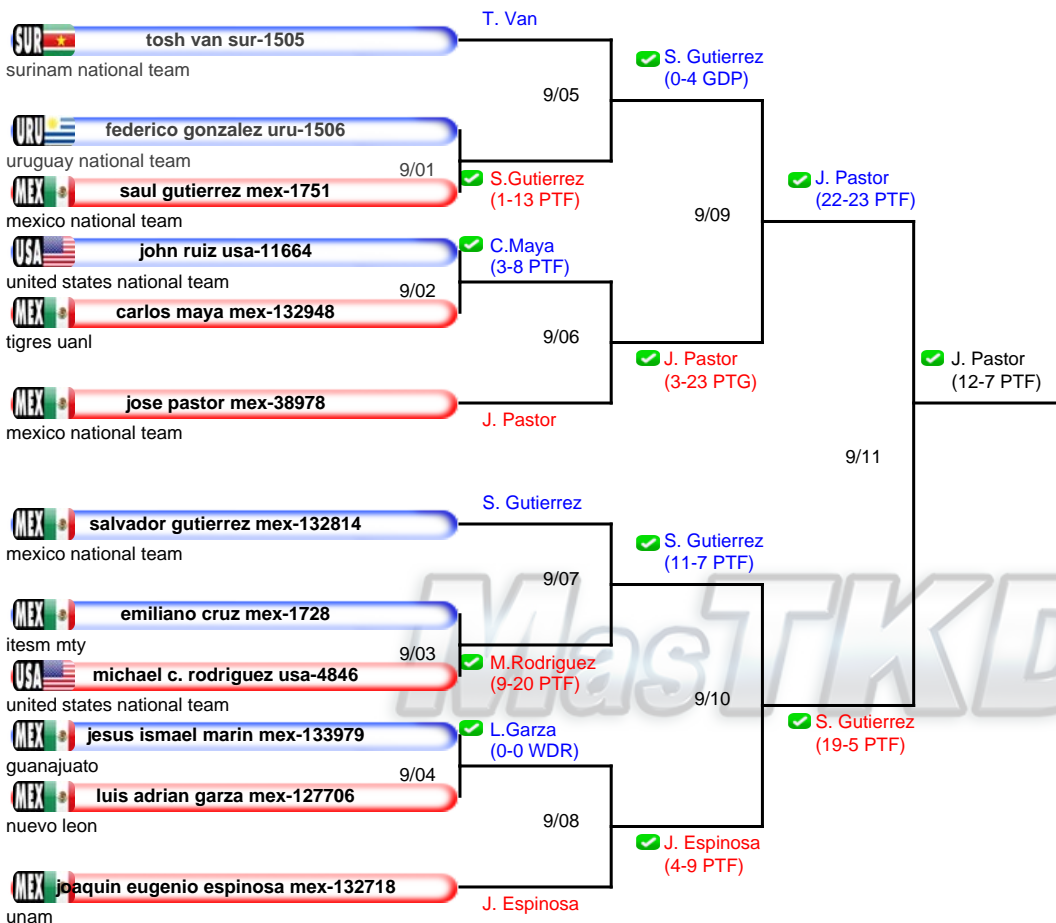 T. Van
SUR tosh van sur-1505
surinam national team
S. Gutierrez
(0-4 GDP)
9/05
URU federico gonzalez uru-1506
uruguay national team
9/01
S.Gutierrez
(1-13 PTF)
MEX saul gutierrez mex-1751
mexico national team
J. Pastor
(22-23 PTF)
9/09
USA john ruiz usa-11664
united states national team
C.Maya
(3-8 PTF)
9/02
MEX carlos maya mex-132948
tigres uanl
9/06
J. Pastor
(3-23 PTG)
J. Pastor
(12-7 PTF)
MEX jose pastor mex-38978
mexico national team
J. Pastor
9/11
S. Gutierrez
MEX salvador gutierrez mex-132814
mexico national team
S. Gutierrez
(11-7 PTF)
9/07
MEX emiliano cruz mex-1728
itesm mty
9/03
M.Rodriguez
(9-20 PTF)
MEX
USA michael c. rodriguez usa-4846
united states national team
9/10
MasTKD
S. Gutierrez
(19-5 PTF)
MEX jesus ismael marin mex-133979
guanajuato
L.Garza
(0-0 WDR)
9/04
MEX luis adrian garza mex-127706
nuevo leon
9/08
J. Espinosa
(4-9 PTF)
MEX joaquin eugenio espinosa mex-132718
unam
J. Espinosa